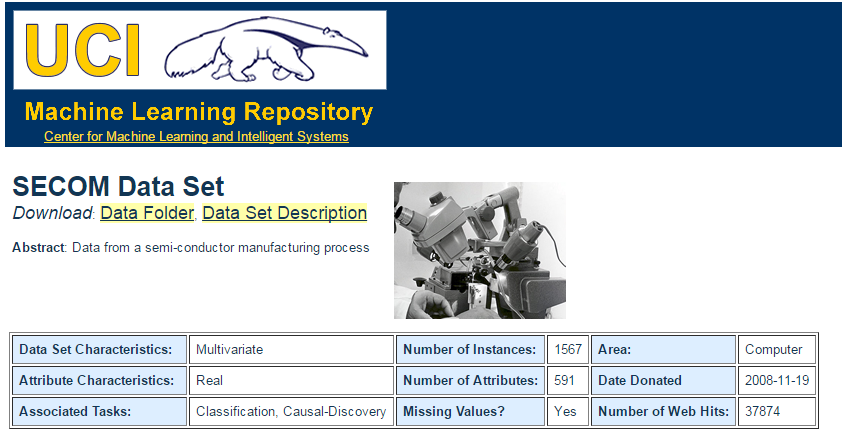 UCI
Machine Learning Repository
Center for Machine Learning and Intelligent Systems
SECOM Data Set
Download: Data Folder, Data Set Description
Abstract: Data from a semi-conductor manufacturing process
Data Set Characteristics: Multivariate Number of Instances: 1567 Area: Computer
Attribute Characteristics: Real Number of Attributes: 591 Date Donated 2008-11-19
Associated Tasks: Classification, Causal-Discovery Missing Values? Yes Number of Web Hits: 37874